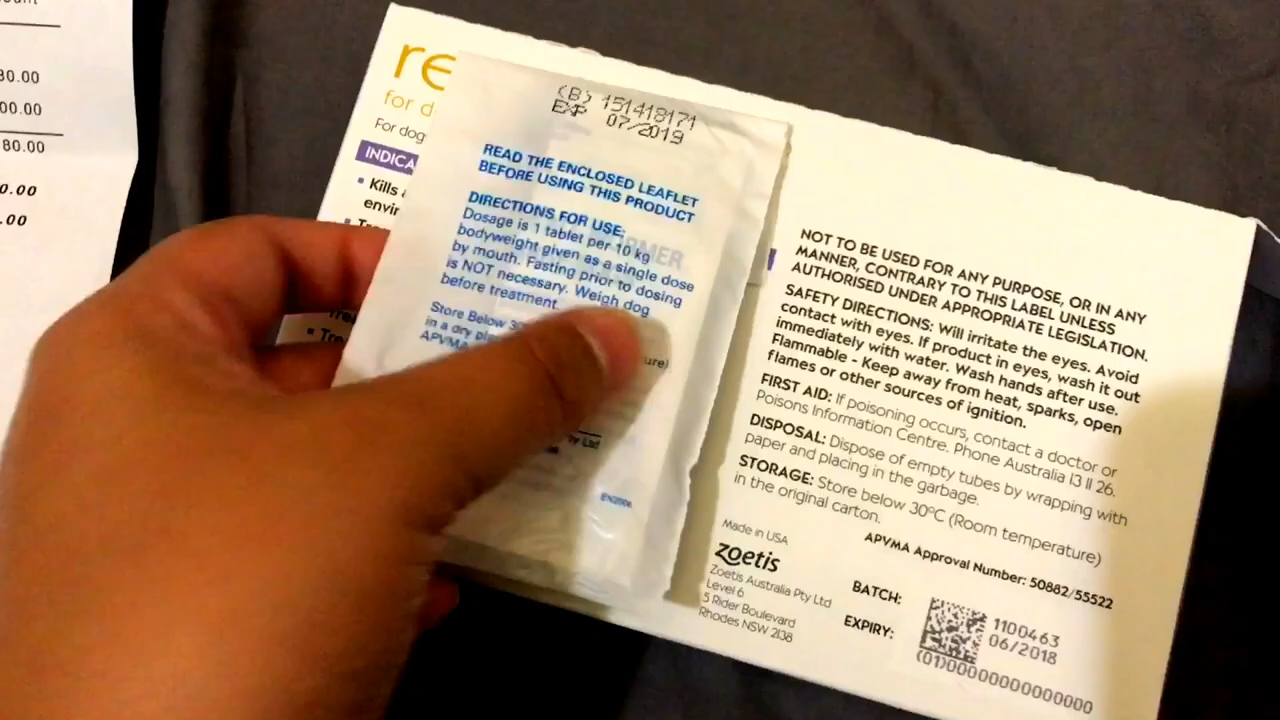 30.00
00.00
80.00
0.00
.00
re
for d
For dog
INDICA
Kills
envir
(B) 151418171
EXP 07/2019
READ THE ENCLOSED LEAFLET
BEFORE USING THIS PRODUCT
DIRECTIONS FOR USE:
Dosage is 1 tablet per 10 kg
bodyweight given as a single dose
by mouth. Fasting prior to dosing
is NOT necessary. Weigh dog
before treatment.
Store Below 30
in a dry pla
APVMA
ure)
Pty Ltd
NOT TO BE USED FOR ANY PURPOSE, OR IN ANY
MANNER, CONTRARY TO THIS LABEL UNLESS
AUTHORISED UNDER APPROPRIATE LEGISLATION.
SAFETY DIRECTIONS: Will irritate the eyes. Avoid
contact with eyes. If product in eyes, wash it out
immediately with water. Wash hands after use.
Flammable - Keep away from heat, sparks, open
flames or other sources of ignition.
FIRST AID: If poisoning occurs, contact a doctor or
Poisons Information Centre. Phone Australia 13 11 26.
DISPOSAL: Dispose of empty tubes by wrapping with
paper and placing in the garbage.
STORAGE: Store below 30°C (Room temperature)
in the original carton.
APVMA Approval Number: 50882/55522
Made in USA
zoetis
Zoetis Australia Pty Ltd
Level 6
5 Rider Boulevard
Rhodes NSW 2138
BATCH: 1100463
EXPIRY: 06/2018
(01)00000000000000